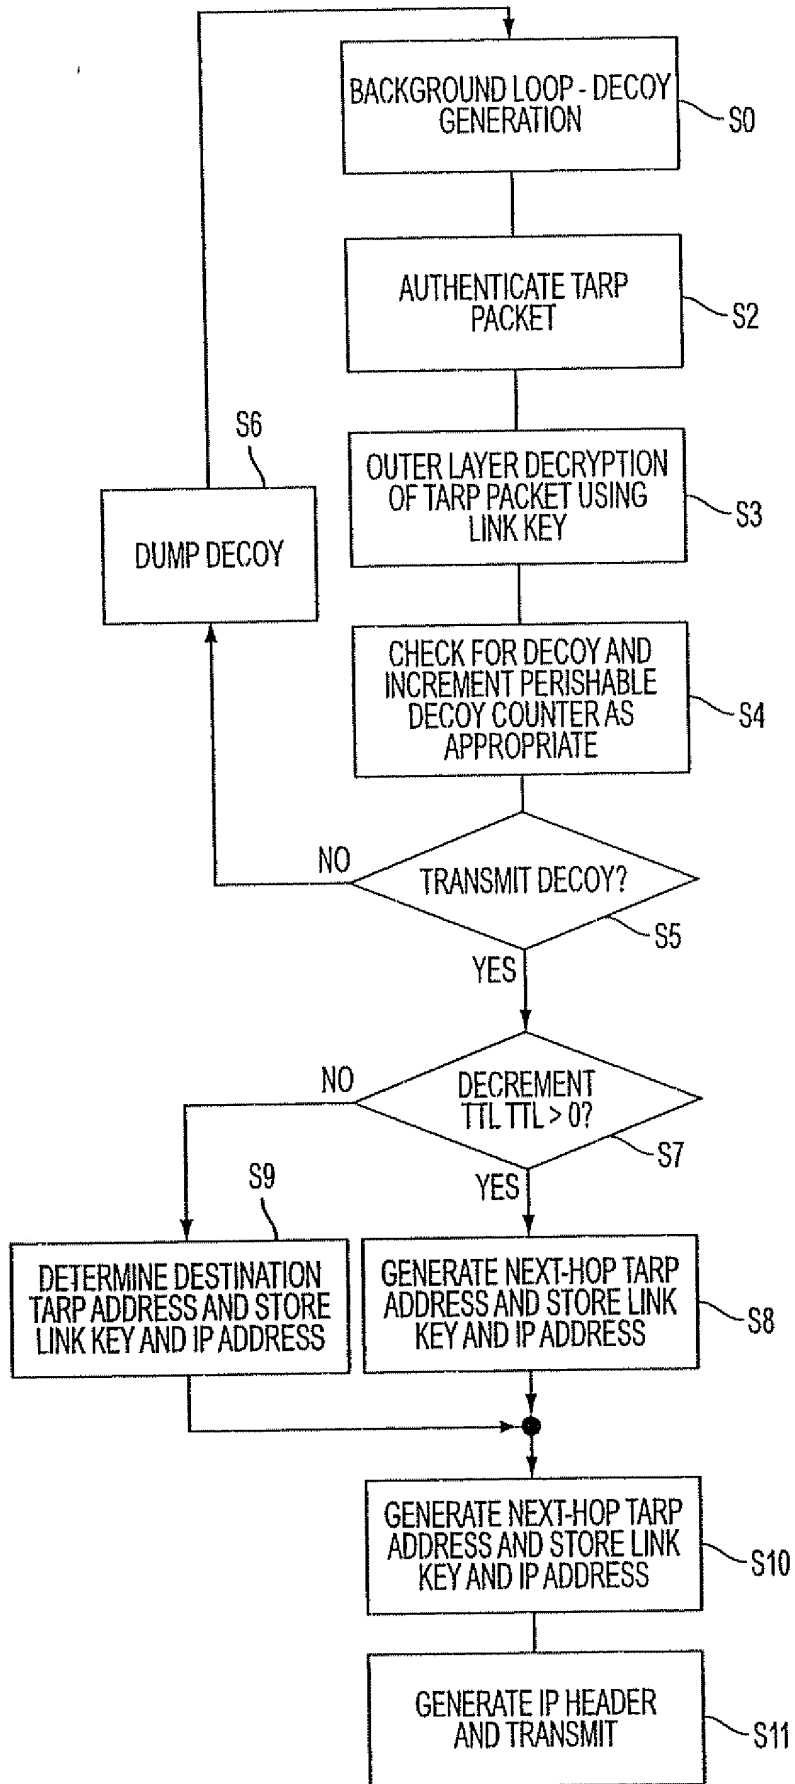 BACKGROUND LOOP - DECOY
GENERATION
S0
AUTHENTICATE TARP
PACKET
S2
S6
OUTER LAYER DECRYPTION
OF TARP PACKET USING
LINK KEY
S3
DUMP DECOY
CHECK FOR DECOY AND
INCREMENT PERISHABLE
DECOY COUNTER AS
APPROPRIATE
S4
NO
TRANSMIT DECOY?
S5
YES
NO
DECREMENT
TTL TTL > 0?
S7
YES
S9
DETERMINE DESTINATION
TARP ADDRESS AND STORE
LINK KEY AND IP ADDRESS
GENERATE NEXT-HOP TARP
ADDRESS AND STORE LINK
KEY AND IP ADDRESS
S8
GENERATE NEXT-HOP TARP
ADDRESS AND STORE LINK
KEY AND IP ADDRESS
S10
GENERATE IP HEADER
AND TRANSMIT
S11